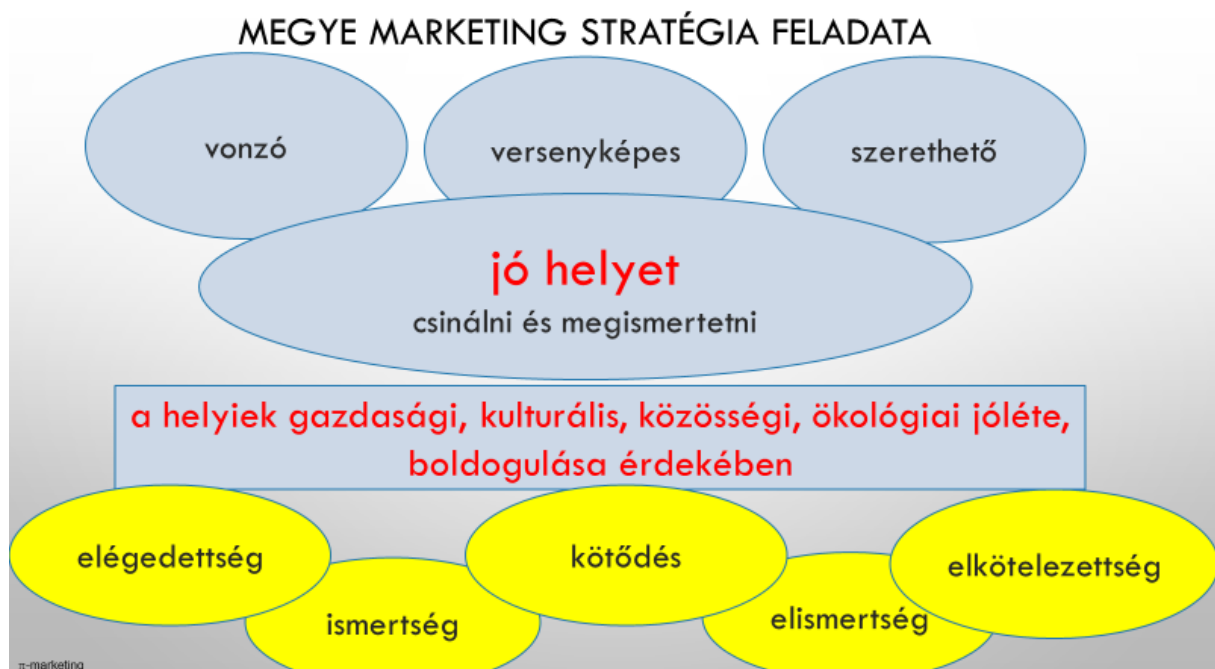 MEGYE MARKETING STRATÉGIA FELADATA
vonzó
versenyképes
szerethető
jó helyet
csinálni és megismertetni
a helyiek gazdasági, kulturális, közösségi, ökológiai jóléte,
boldogulása érdekében
elégedettség
kötődés
elkötelezettség
ismertség
elismertség
π-marketing